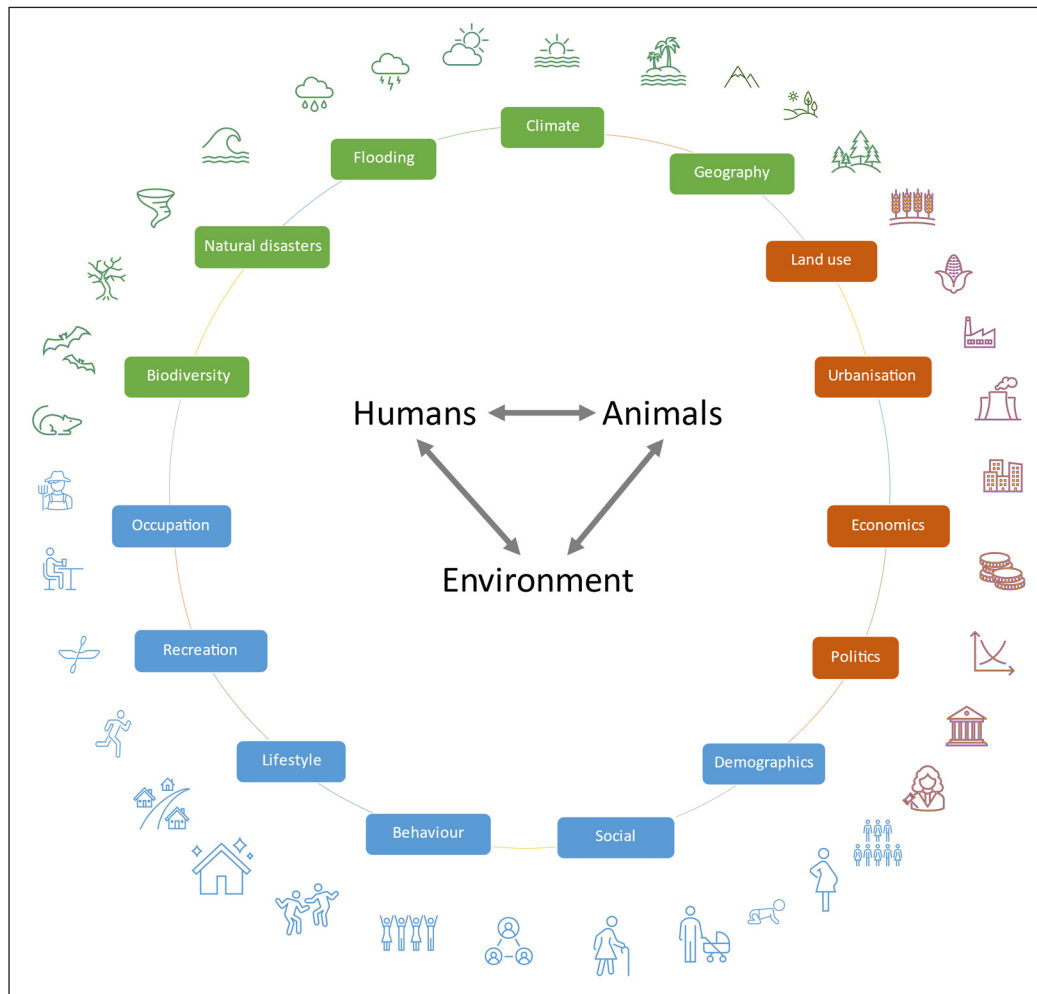 Climate
Flooding
Geography
Natural disasters
Land use
Biodiversity
Urbanisation
Humans
Animals
Occupation
Economics
Environment
Recreation
Politics
Lifestyle
Demographics
Behaviour
Social